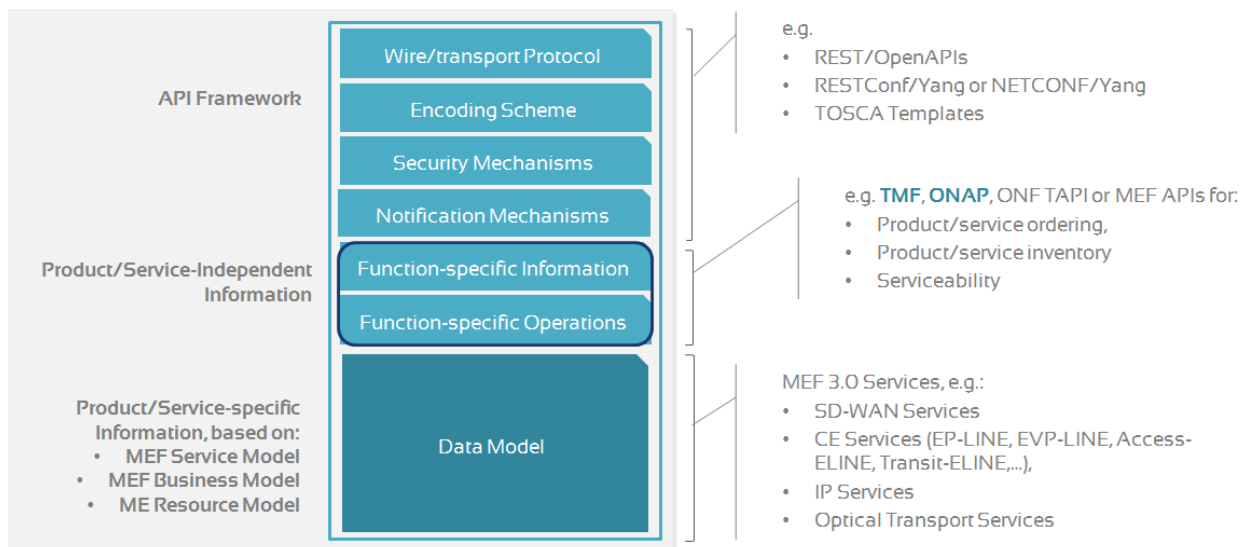 API Framework
Wire/transport Protocol
Encoding Scheme
Security Mechanisms
Notification Mechanisms
e.g.
• REST/OpenAPIs
• RESTConf/Yang or NETCONF/Yang
• TOSCA Templates
Product/Service-Independent
Information
Function-specific Information
Function-specific Operations
e.g. TMF, ONAP, ONF TAPI or MEF APIs for:
• Product/service ordering,
• Product/service inventory
• Serviceability
Product/Service-specific
Information, based on:
• MEF Service Model
• MEF Business Model
• ME Resource Model
Data Model
MEF 3.0 Services, e.g.:
• SD-WAN Services
• CE Services (EP-LINE, EVP-LINE, Access-
ELINE, Transit-ELINE,...),
• IP Services
• Optical Transport Services